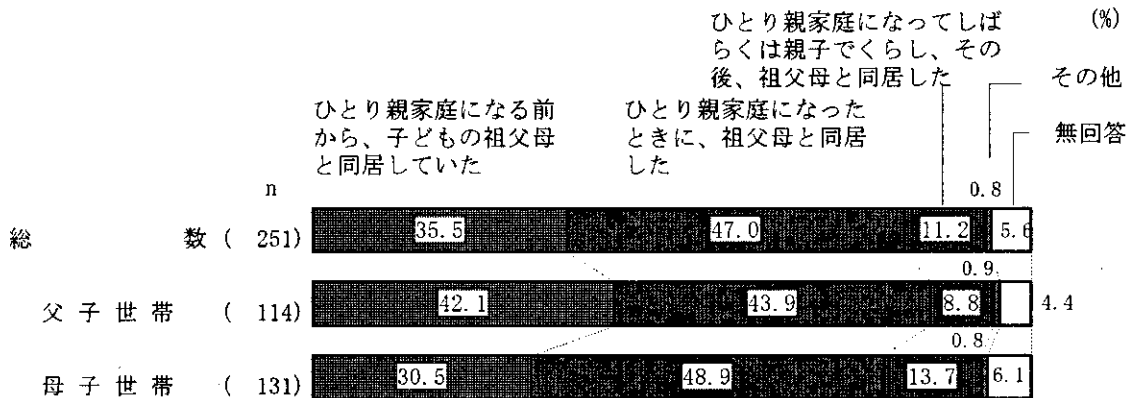 ひとり親家庭になってしば
らくは親子でくらし、その
後、祖父母と同居した
(%)
その他
無回答
ひとり親家庭になる前
から、子どもの祖父母
と同居していた
ひとり親家庭になった
ときに、祖父母と同居
した
n
0.8
総 数 ( 251) 35.5 47.0 11.2 5.6
0.9
父子世帯 ( 114) 42.1 43.9 8.8 4.4
0.8
母子世帯 ( 131) 30.5 48.9 13.7 6.1